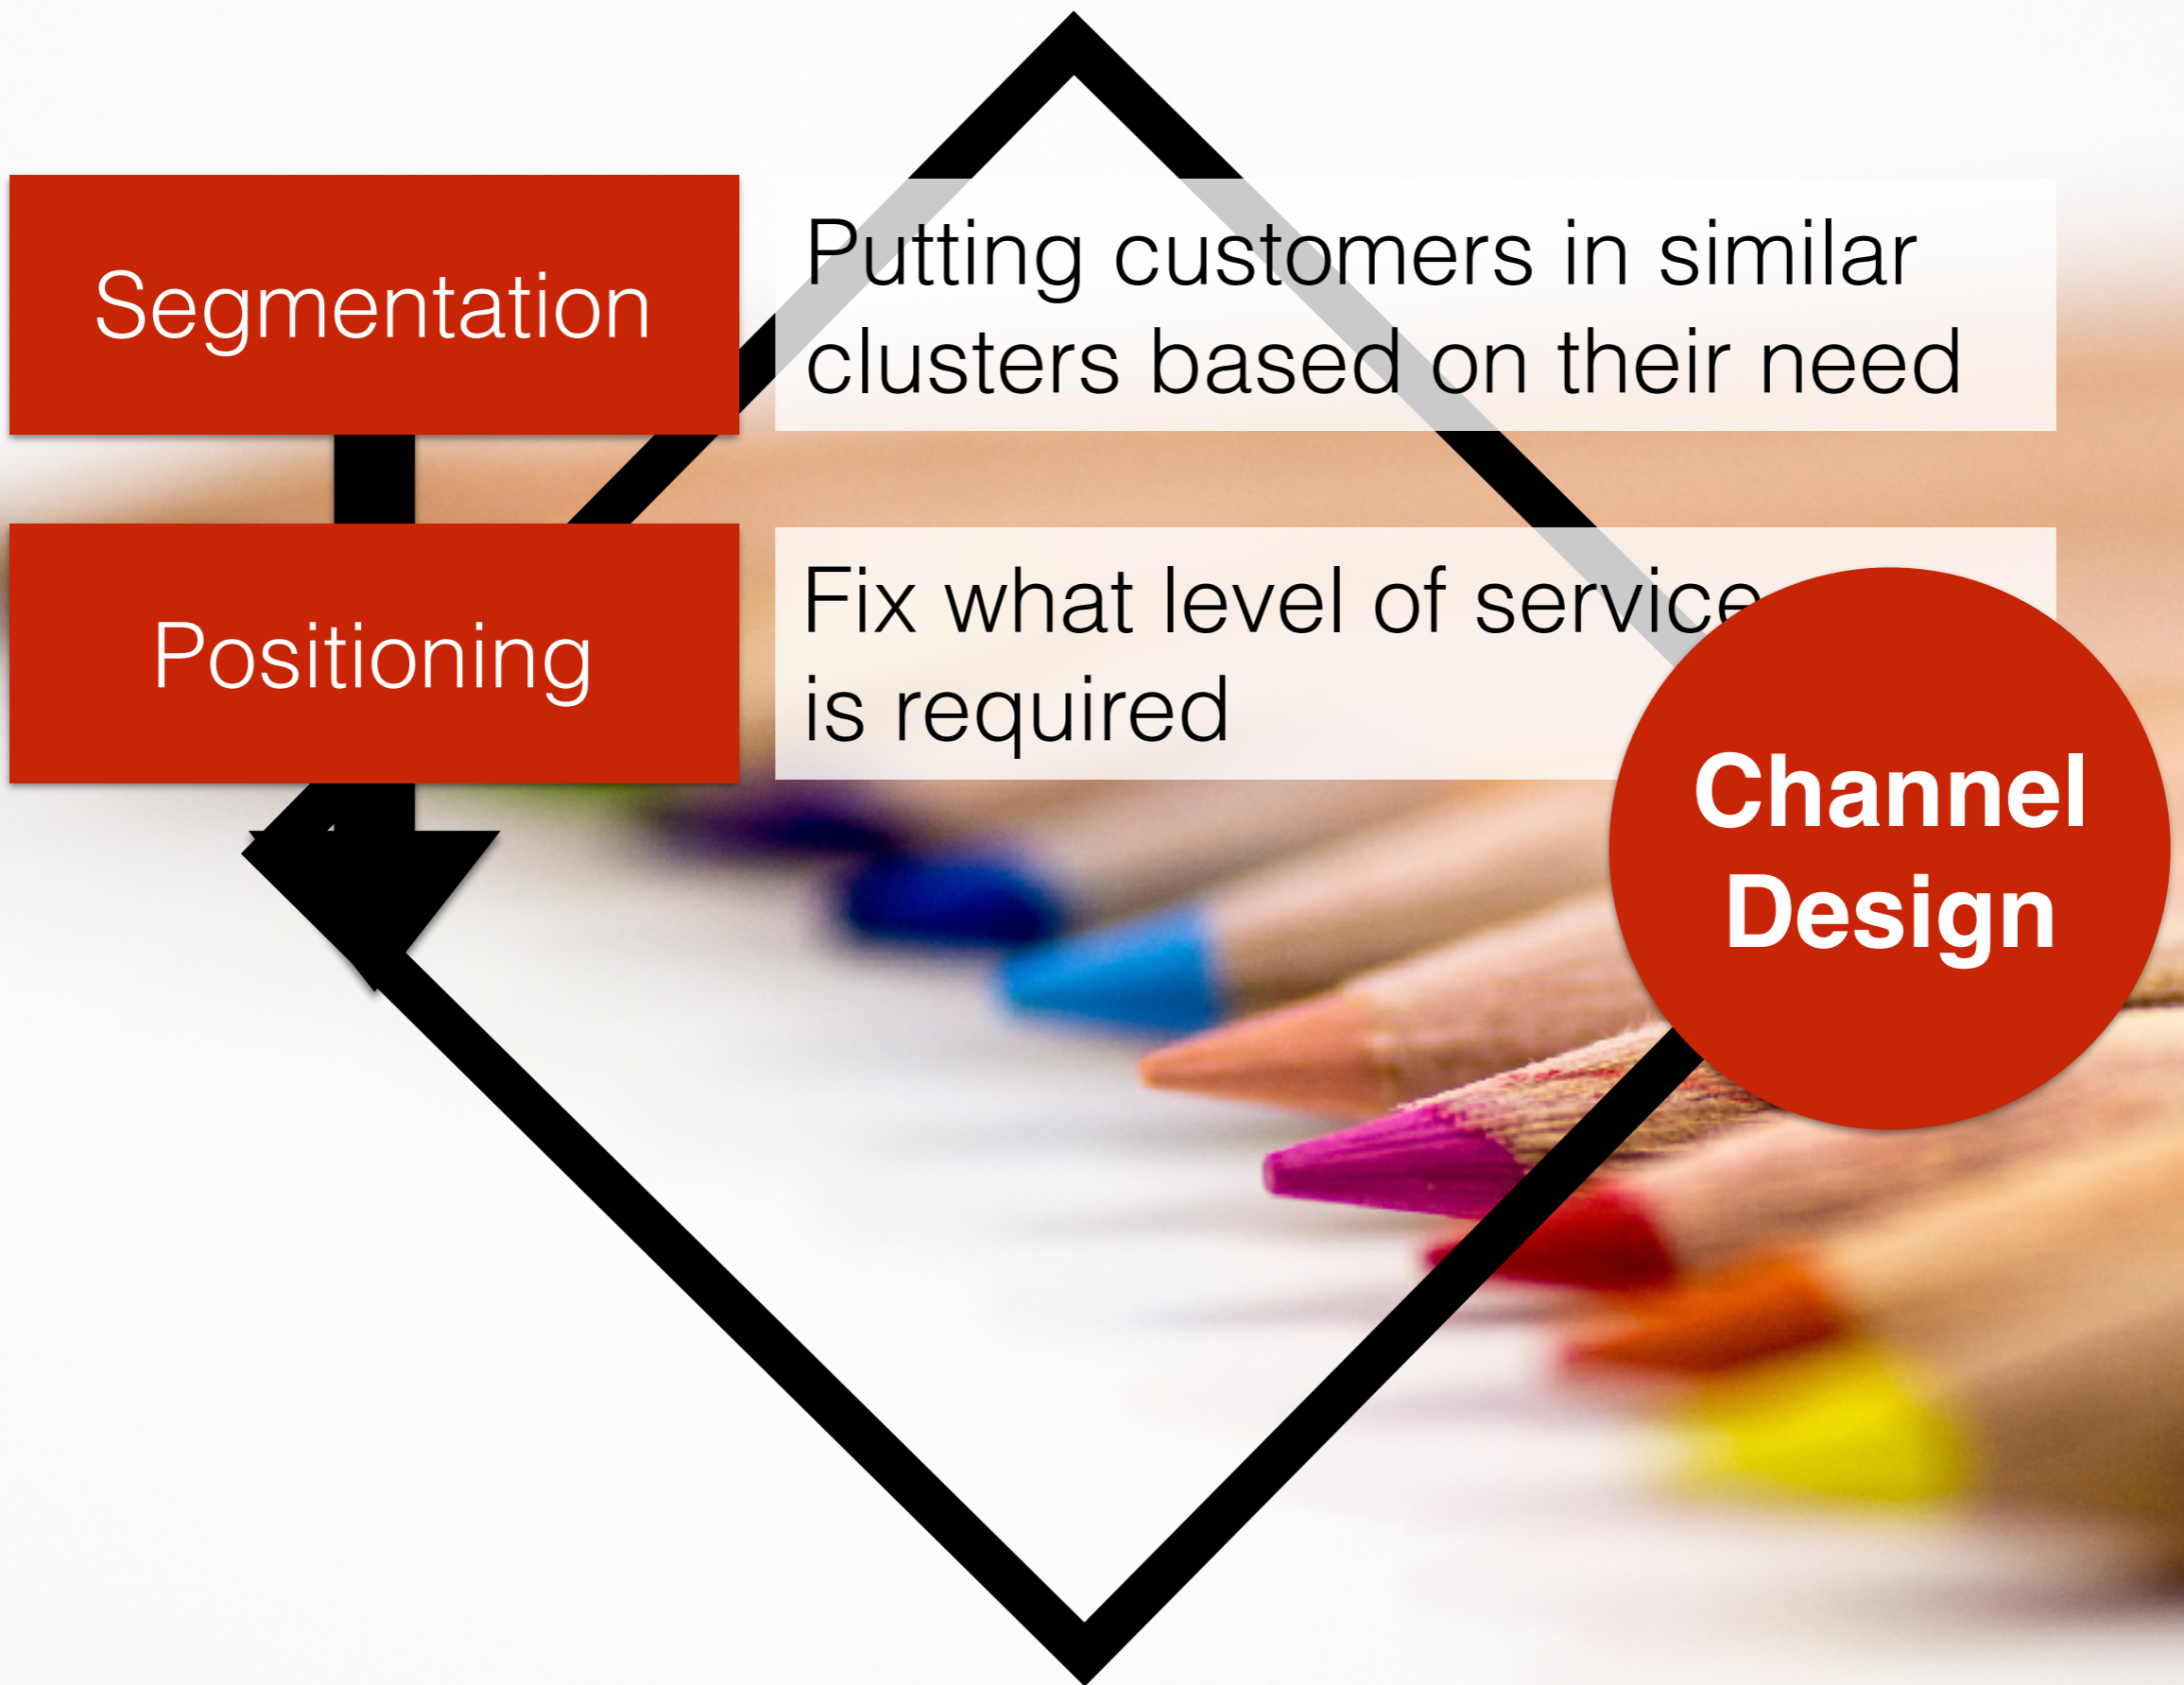 Segmentation
Putting customers in similar
clusters based on their need
Positioning
Fix what level of service
is required
Channel
Design